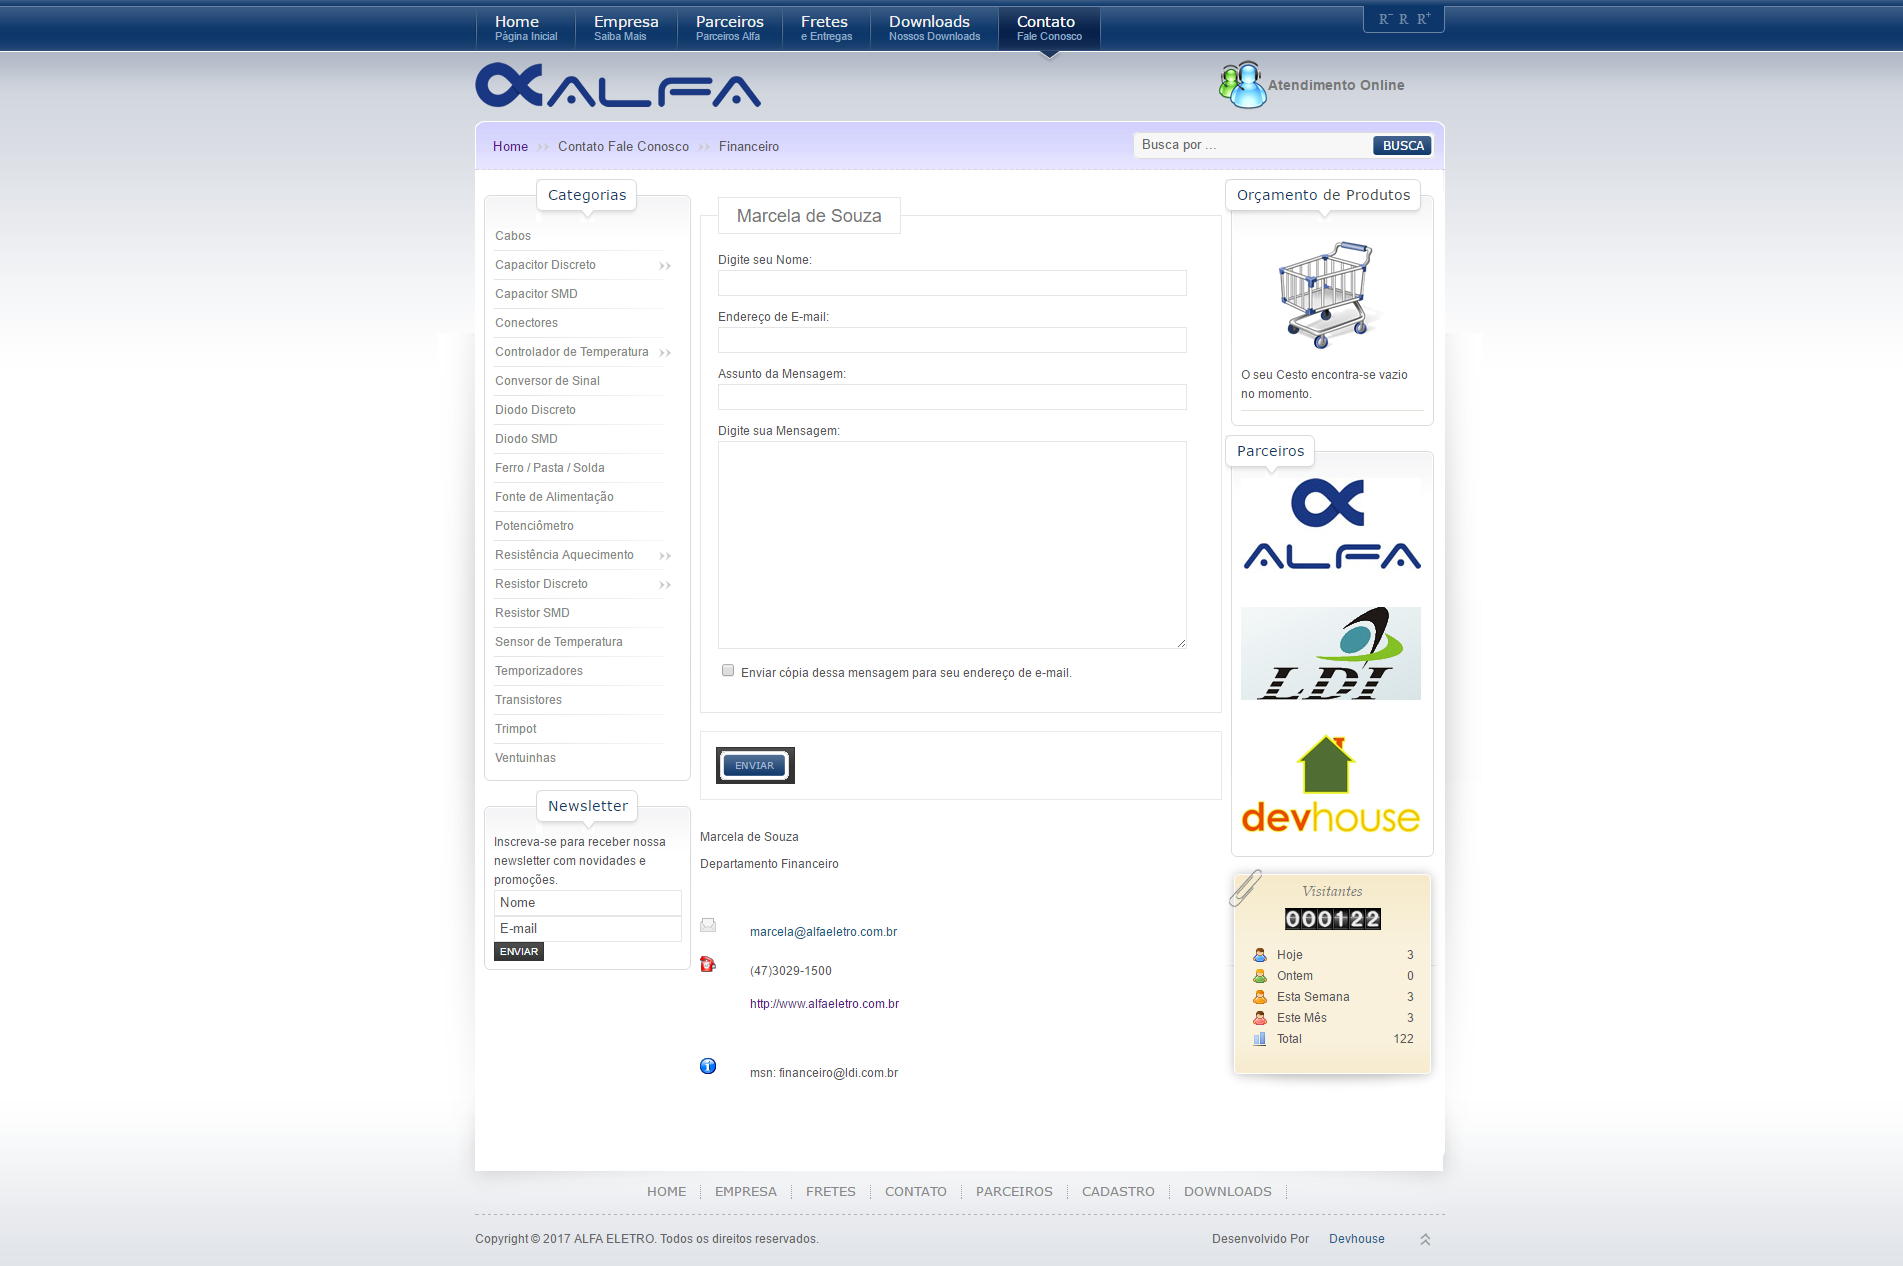 Home
Página Inicial
Empresa
Saiba Mais
Parceiros
Parceiros Alfa
Fretes
e Entregas
Downloads
Nossos Downloads
Contato
Fale Conosco
R- R R+
ALFA
Atendimento Online
Home
Contato Fale Conosco
Financeiro
Busca por ...
BUSCA
Categorias
Cabos
Capacitor Discreto
Capacitor SMD
Conectores
Controlador de Temperatura
Conversor de Sinal
Diodo Discreto
Diodo SMD
Ferro / Pasta / Solda
Fonte de Alimentação
Potenciômetro
Resistência Aquecimento
Resistor Discreto
Resistor SMD
Sensor de Temperatura
Temporizadores
Transistores
Trimpot
Ventuinhas
Newsletter
Inscreva-se para receber nossa
newsletter com novidades e
promoções.
Nome
E-mail
ENVIAR
Marcela de Souza
Digite seu Nome:
Endereço de E-mail:
Assunto da Mensagem:
Digite sua Mensagem:
Enviar cópia dessa mensagem para seu endereço de e-mail.
ENVIAR
Marcela de Souza
Departamento Financeiro
marcela@alfaeletro.com.br
(47)3029-1500
http://www.alfaeletro.com.br
msn: financeiro@ldi.com.br
Orçamento de Produtos
O seu Cesto encontra-se vazio
no momento.
Parceiros
ALFA
LDI
devhouse
Visitantes
000122
Hoje 3
Ontem 0
Esta Semana 3
Este Mês 3
Total 122
HOME
EMPRESA
FRETES
CONTATO
PARCEIROS
CADASTRO
DOWNLOADS
Copyright © 2017 ALFA ELETRO. Todos os direitos reservados.
Desenvolvido Por Devhouse